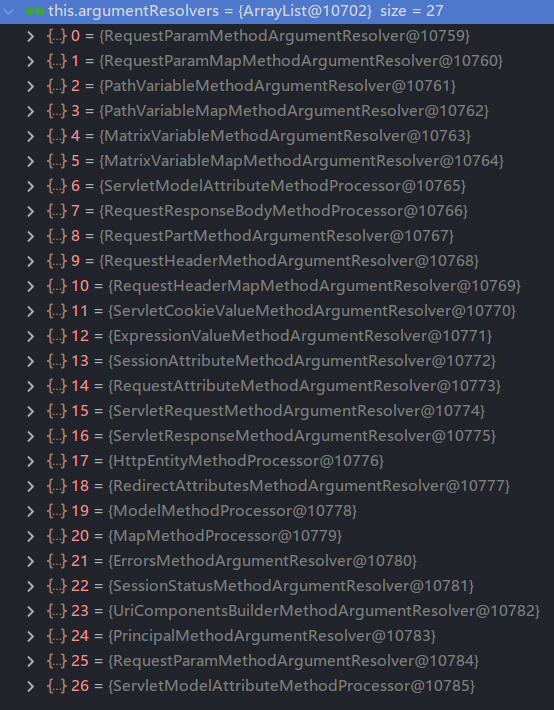 this.argumentResolvers = {ArrayList@10702} size = 27
{...} 0 = {RequestParamMethodArgumentResolver@10759}
{...} 1 = {RequestParamMapMethodArgumentResolver@10760}
{...} 2 = {PathVariableMethodArgumentResolver@10761}
{...} 3 = {PathVariableMapMethodArgumentResolver@10762}
{...} 4 = {MatrixVariableMethodArgumentResolver@10763}
{...} 5 = {MatrixVariableMapMethodArgumentResolver@10764}
{...} 6 = {ServletModelAttributeMethodProcessor@10765}
{...} 7 = {RequestResponseBodyMethodProcessor@10766}
{...} 8 = {RequestPartMethodArgumentResolver@10767}
{...} 9 = {RequestHeaderMethodArgumentResolver@10768}
{...} 10 = {RequestHeaderMapMethodArgumentResolver@10769}
{...} 11 = {ServletCookieValueMethodArgumentResolver@10770}
{...} 12 = {ExpressionValueMethodArgumentResolver@10771}
{...} 13 = {SessionAttributeMethodArgumentResolver@10772}
{...} 14 = {RequestAttributeMethodArgumentResolver@10773}
{...} 15 = {ServletRequestMethodArgumentResolver@10774}
{...} 16 = {ServletResponseMethodArgumentResolver@10775}
{...} 17 = {HttpEntityMethodProcessor@10776}
{...} 18 = {RedirectAttributesMethodArgumentResolver@10777}
{...} 19 = {ModelMethodProcessor@10778}
{...} 20 = {MapMethodProcessor@10779}
{...} 21 = {ErrorsMethodArgumentResolver@10780}
{...} 22 = {SessionStatusMethodArgumentResolver@10781}
{...} 23 = {UriComponentsBuilderMethodArgumentResolver@10782}
{...} 24 = {PrincipalMethodArgumentResolver@10783}
{...} 25 = {RequestParamMethodArgumentResolver@10784}
{...} 26 = {ServletModelAttributeMethodProcessor@10785}